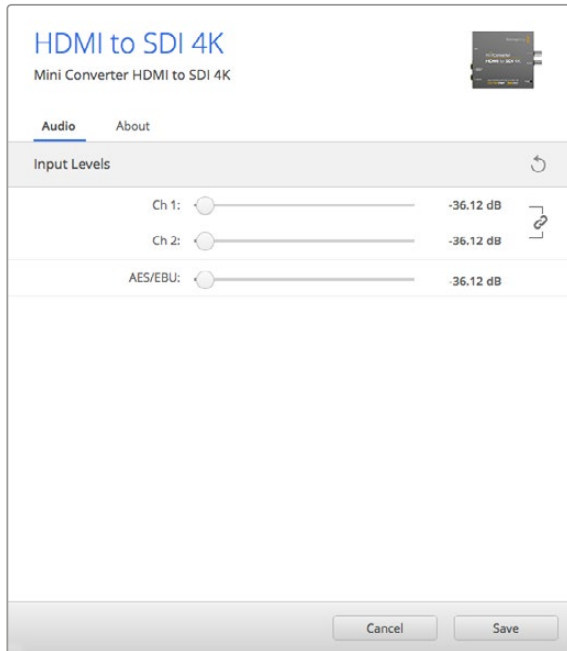 HDMI to SDI 4K
Mini Converter HDMI to SDI 4K
Audio About
Input Levels
Ch 1: -36.12 dB
Ch 2: -36.12 dB
AES/EBU: -36.12 dB
Cancel Save